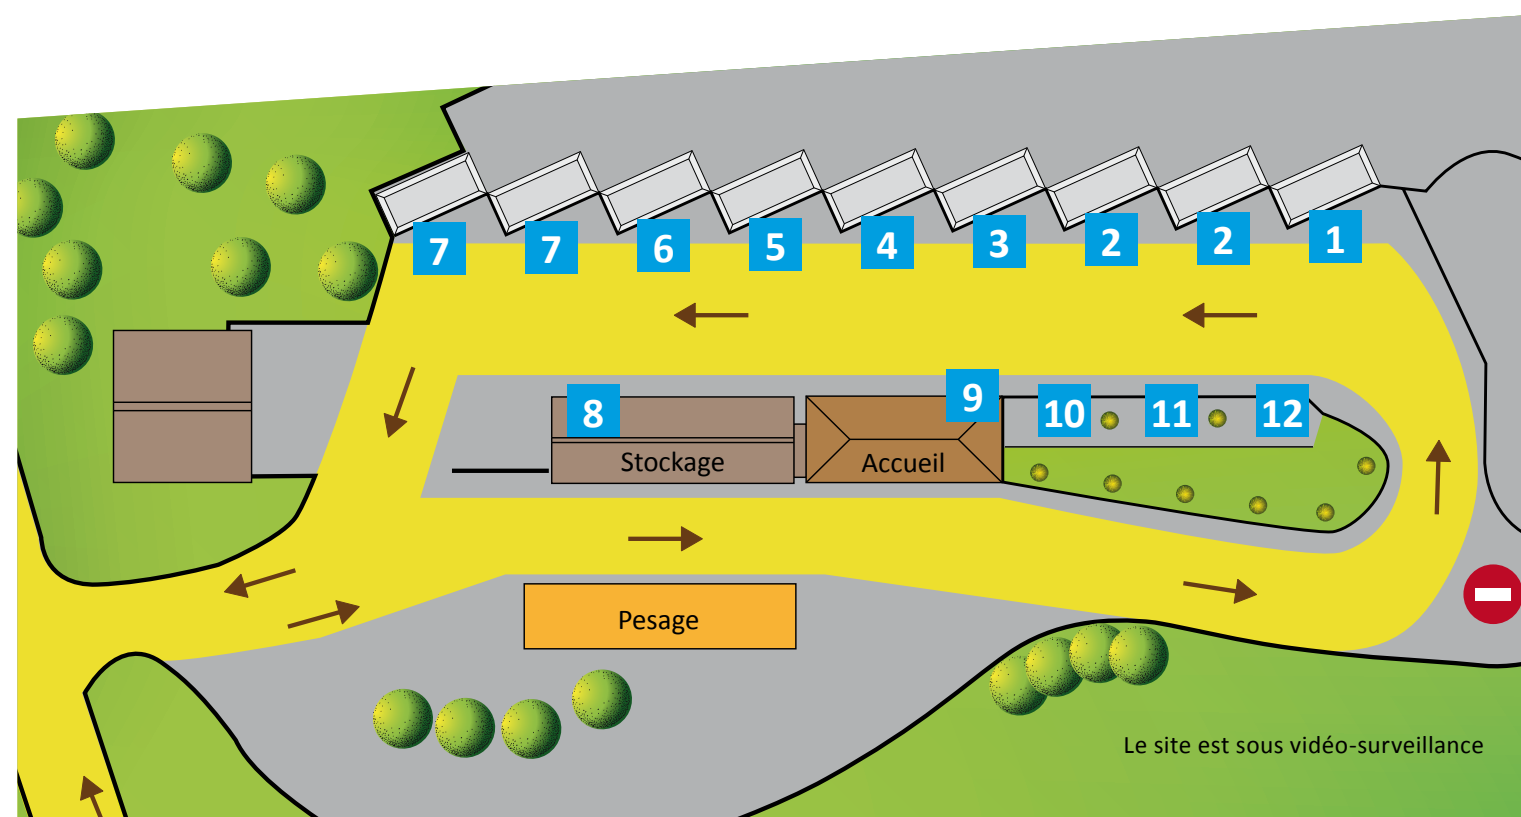 7 7 6 5 4 3 2 2 1
8 9 10 11 12
Stockage Accueil
Pesage
Le site est sous vidéo-surveillance